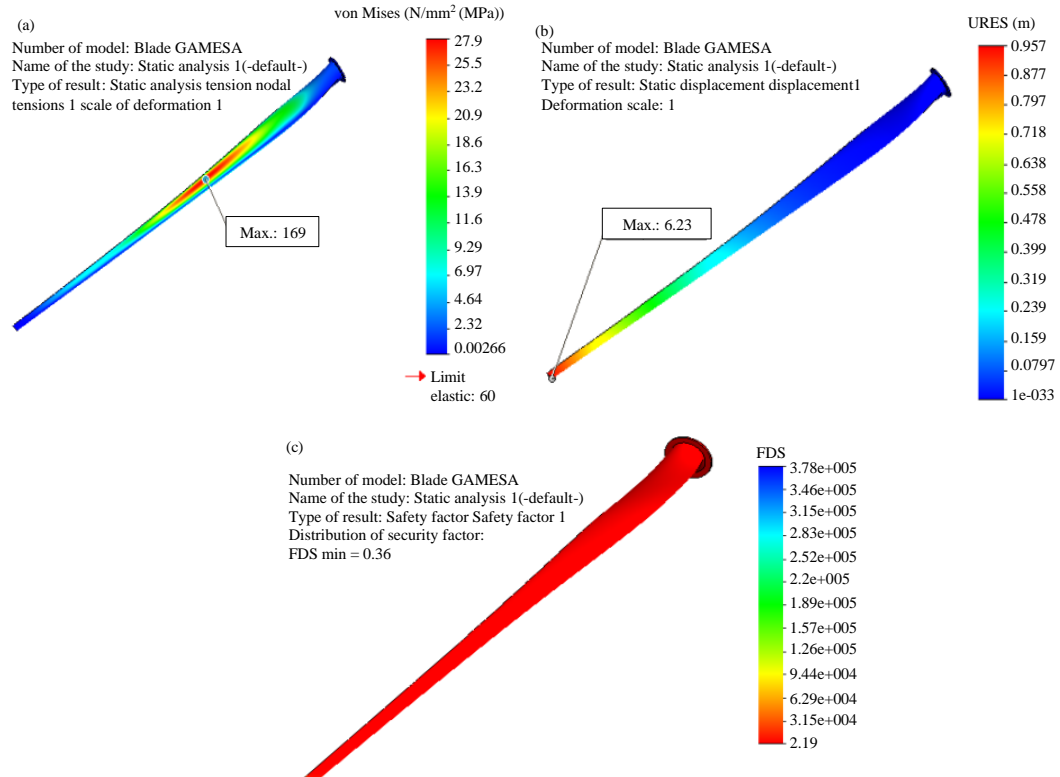 (a)
Number of model: Blade GAMESA
Name of the study: Static analysis 1(-default-)
Type of result: Static analysis tension nodal
tensions 1 scale of deformation 1
von Mises (N/mm² (MPa))
27.9
25.5
23.2
20.9
18.6
16.3
13.9
11.6
9.29
6.97
4.64
2.32
0.00266
Limit
elastic: 60
Max.: 169
(b)
Number of model: Blade GAMESA
Name of the study: Static analysis 1(-default-)
Type of result: Static displacement displacement1
Deformation scale: 1
URES (m)
0.957
0.877
0.797
0.718
0.638
0.558
0.478
0.399
0.319
0.239
0.159
0.0797
1e-033
Max.: 6.23
(c)
Number of model: Blade GAMESA
Name of the study: Static analysis 1(-default-)
Type of result: Safety factor Safety factor 1
Distribution of security factor:
FDS min = 0.36
FDS
3.78e+005
3.46e+005
3.15e+005
2.83e+005
2.52e+005
2.2e+005
1.89e+005
1.57e+005
1.26e+005
9.44e+004
6.29e+004
3.15e+004
2.19